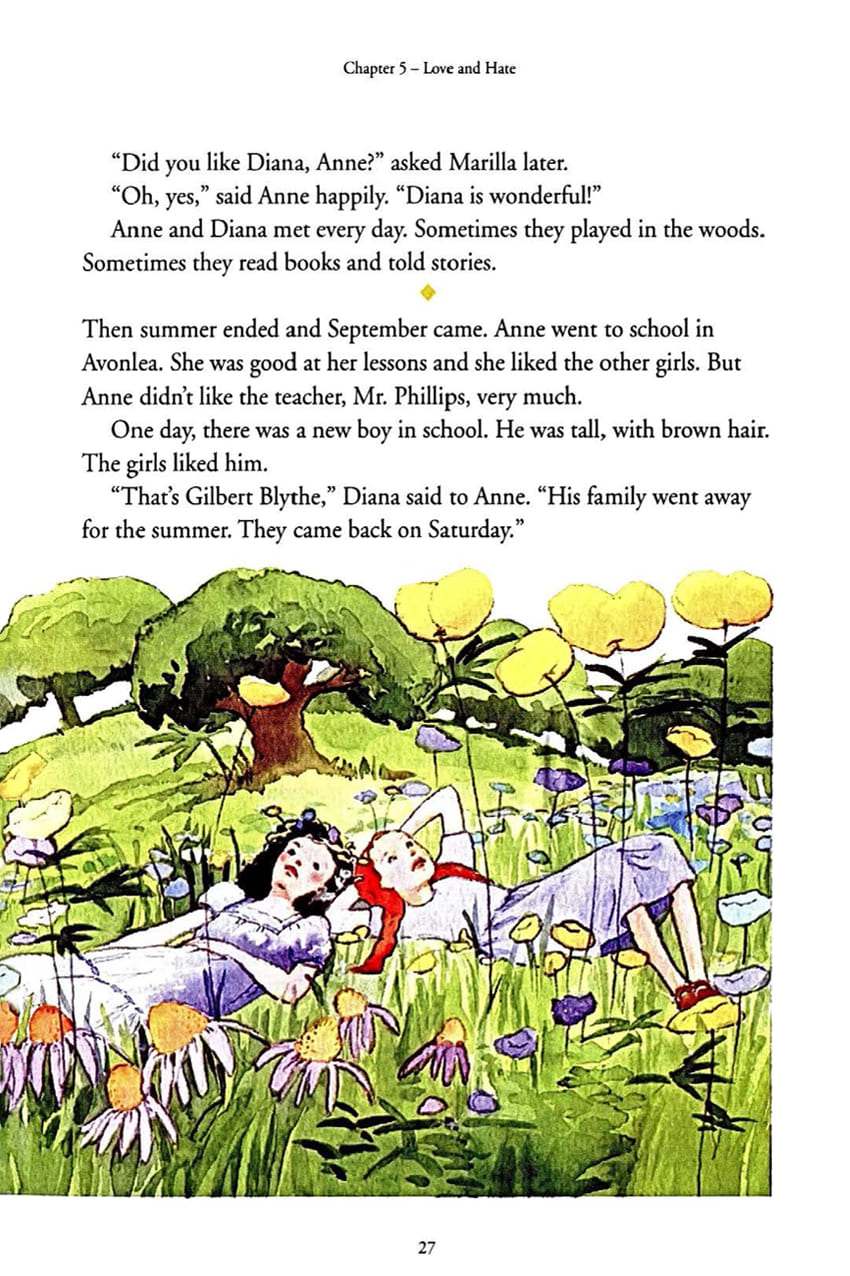 Chapter 5 – Love and Hate
“Did you like Diana, Anne?” asked Marilla later.
“Oh, yes,” said Anne happily. “Diana is wonderful!”
Anne and Diana met every day. Sometimes they played in the woods.
Sometimes they read books and told stories.
Then summer ended and September came. Anne went to school in
Avonlea. She was good at her lessons and she liked the other girls. But
Anne didn’t like the teacher, Mr. Phillips, very much.
One day, there was a new boy in school. He was tall, with brown hair.
The girls liked him.
“That’s Gilbert Blythe,” Diana said to Anne. “His family went away
for the summer. They came back on Saturday.”
27